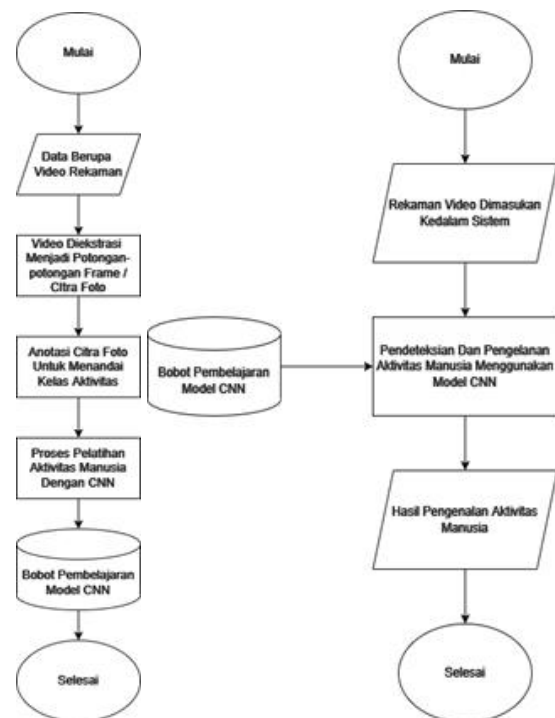 Mulai
Data Berupa
Video Rekaman
Video Diekstrasi
Menjadi Potongan-
potongan Frame /
Citra Foto
Anotasi Citra Foto
Untuk Menandai
Kelas Aktivitas
Proses Pelatihan
Aktivitas Manusia
Dengan CNN
Bobot Pembelajaran
Model CNN
Selesai
Mulai
Rekaman Video Dimasukan
Kedalam Sistem
Bobot Pembelajaran
Model CNN
Pendeteksian Dan Pengelanan
Aktivitas Manusia Menggunakan
Model CNN
Hasil Pengenalan Aktivitas
Manusia
Selesai